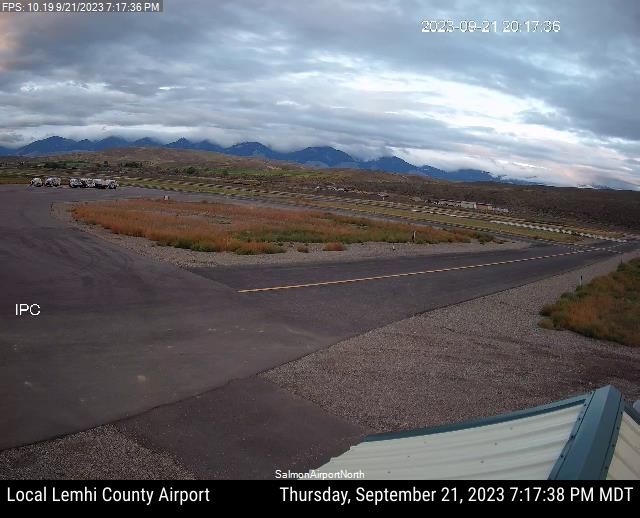 FPS: 10.19 9/21/2023 7:17:36 PM
2023-09-21 20:17:36
IPC
SalmonAirportNorth
Local Lemhi County Airport Thursday, September 21, 2023 7:17:38 PM MDT